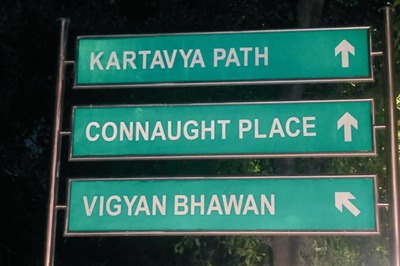 KARTAVYA PATH ↑
CONNAUGHT PLACE ↑
VIGYAN BHAWAN ↖